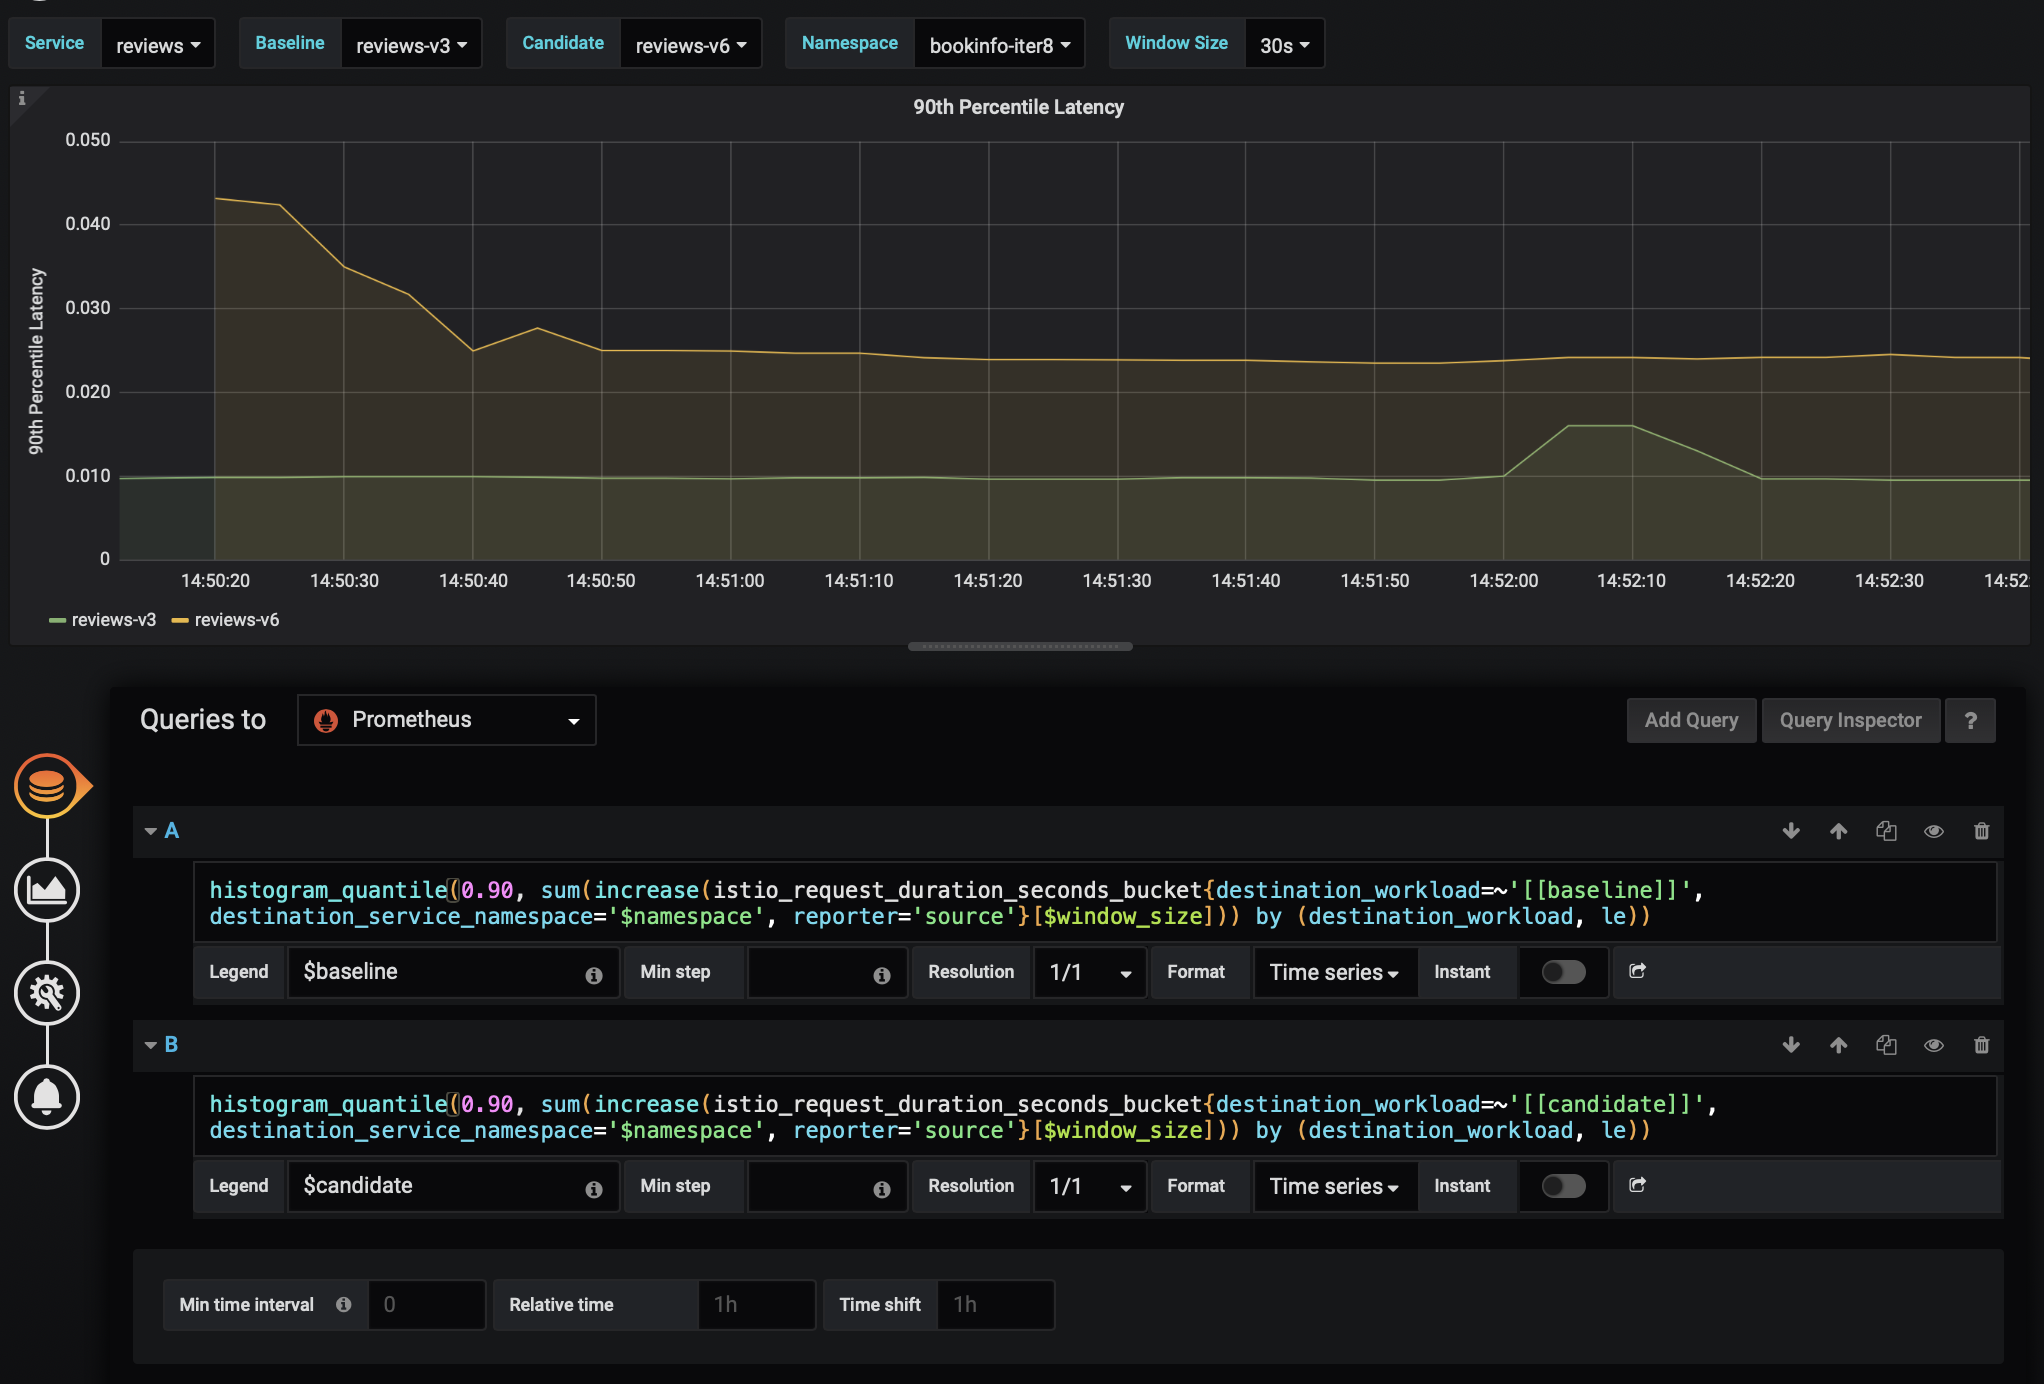 Service reviews Baseline reviews-v3 Candidate reviews-v6 Namespace bookinfo-iter8 Window Size 30s
90th Percentile Latency
90th Percentile Latency
0.050
0.040
0.030
0.020
0.010
0
14:50:20 14:50:30 14:50:40 14:50:50 14:51:00 14:51:10 14:51:20 14:51:30 14:51:40 14:51:50 14:52:00 14:52:10 14:52:20 14:52:30 14:52:
reviews-v3 reviews-v6
Queries to Prometheus Add Query Query Inspector ?
A
histogram_quantile(0.90, sum(increase(istio_request_duration_seconds_bucket{destination_workload=~'[[baseline]]',
destination_service_namespace='$namespace', reporter='source'}[$window_size])) by (destination_workload, le))
Legend $baseline Min step Resolution 1/1 Format Time series Instant
B
histogram_quantile(0.90, sum(increase(istio_request_duration_seconds_bucket{destination_workload=~'[[candidate]]',
destination_service_namespace='$namespace', reporter='source'}[$window_size])) by (destination_workload, le))
Legend $candidate Min step Resolution 1/1 Format Time series Instant
Min time interval 0 Relative time 1h Time shift 1h